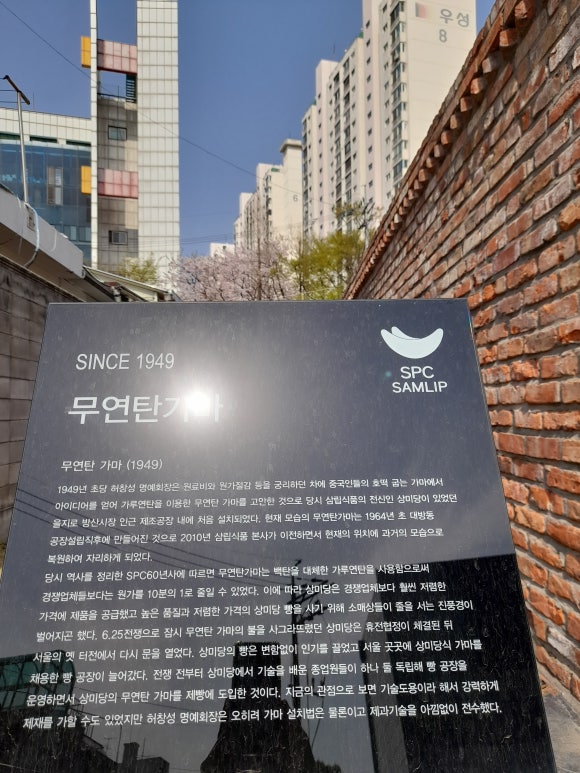 우성
8
SINCE 1949
SPC
SAMLIP
무연탄가마
무연탄 가마 (1949)
1949년 초당 허창성 명예회장은 원료비와 원가절감 등을 궁리하던 차에 중국인들의 호떡 굽는 가마에서
아이디어를 얻어 가루연탄을 이용한 무연탄 가마를 고안한 것으로 당시 삼립식품의 전신인 상미당이 있었던
을지로 방산시장 인근 제조공장 내에 처음 설치되었다. 현재 모습의 무연탄가마는 1964년 초 대방동
공장설립직후에 만들어진 것으로 2010년 삼립식품 본사가 이전하면서 현재의 위치에 과거의 모습으로
복원하여 자리하게 되었다.
당시 역사를 정리한 SPC60년사에 따르면 무연탄가마는 백탄을 대체한 가루연탄을 사용함으로써
경쟁업체들보다는 원가를 10분의 1로 줄일 수 있었다. 이에 따라 상미당은 경쟁업체보다 훨씬 저렴한
가격에 제품을 공급했고 높은 품질과 저렴한 가격의 상미당 빵을 사기 위해 소매상들이 줄을 서는 진풍경이
벌어지곤 했다. 6.25전쟁으로 잠시 무연탄 가마의 불을 사그라뜨렸던 상미당은 휴전협정이 체결된 뒤
서울의 옛 터전에서 다시 문을 열었다. 상미당의 빵은 변함없이 인기를 끌었고 서울 곳곳에 상미당식 가마를
채용한 빵 공장이 늘어갔다. 전쟁 전부터 상미당에서 기술을 배운 종업원들이 하나 둘 독립해 빵 공장을
운영하면서 상미당의 무연탄 가마를 제빵에 도입한 것이다. 지금의 관점으로 보면 기술도용이라 해서 강력하게
제재를 가할 수도 있었지만 허창성 명예회장은 오히려 가마 설치법은 물론이고 제과기술을 아낌없이 전수했다.